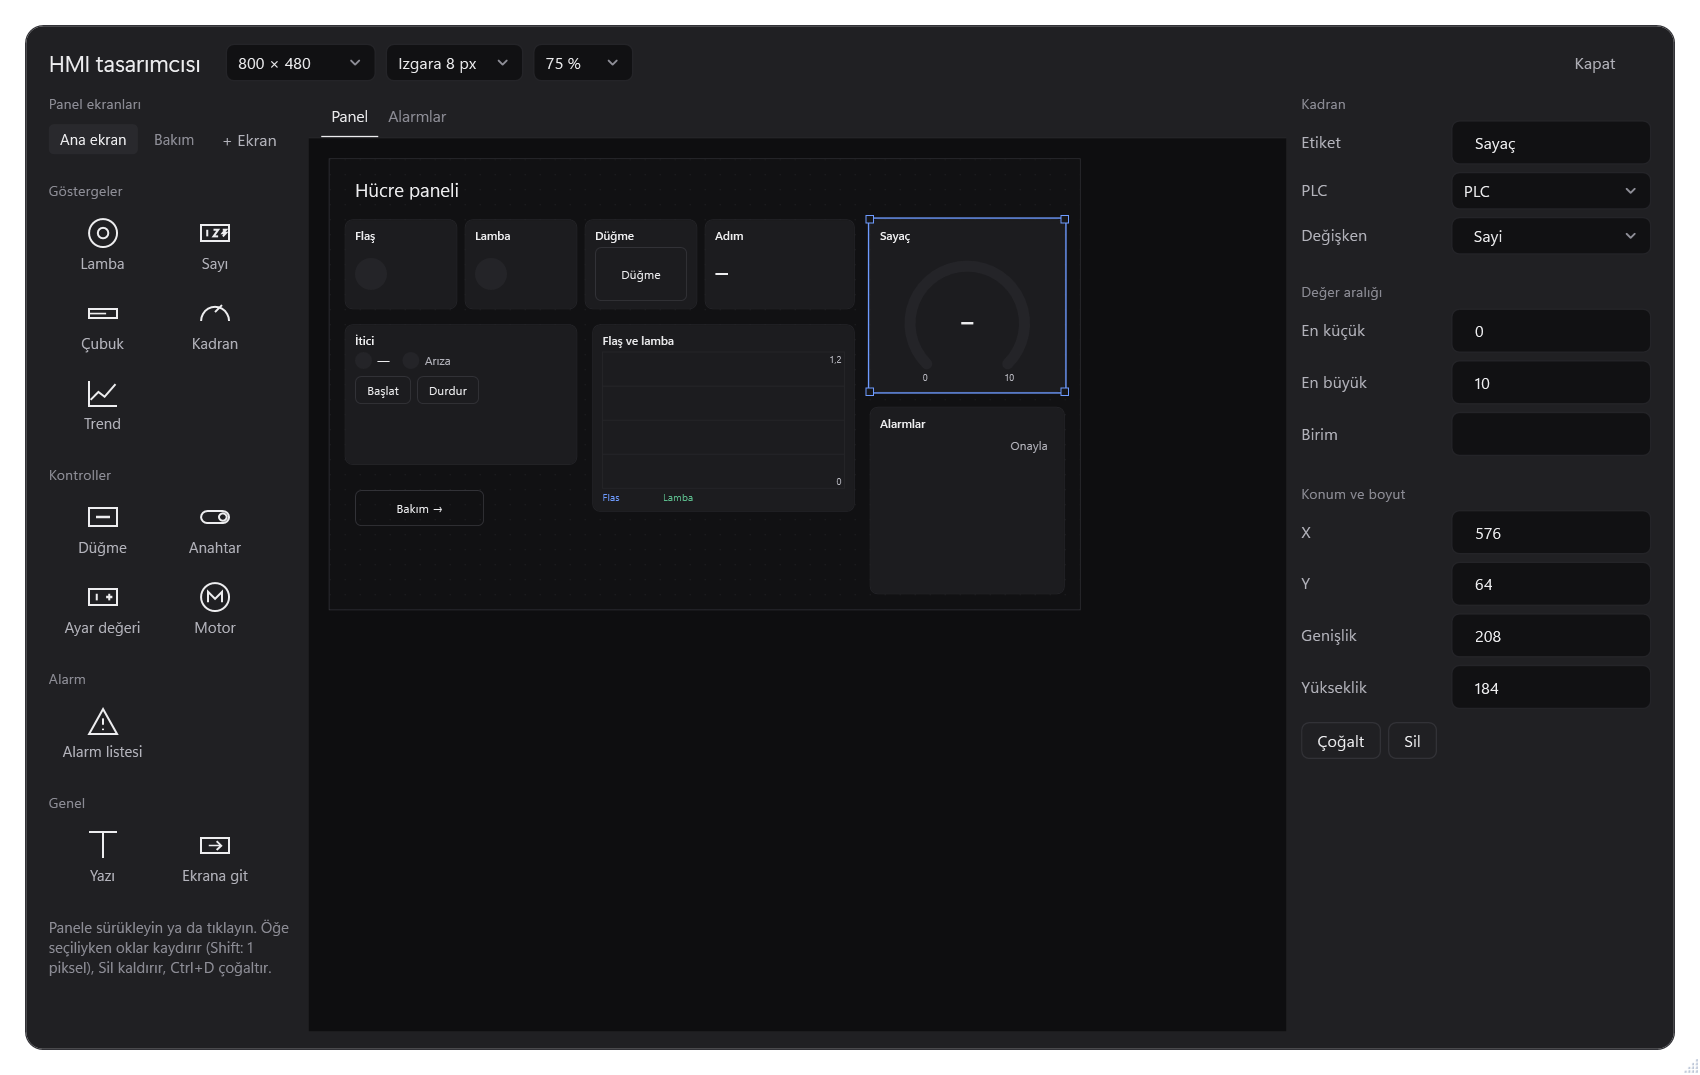 HMI tasarımcısı
800 × 480
Izgara 8 px
75 %
Kapat
Panel ekranları
Ana ekran
Bakım
+ Ekran
Göstergeler
Lamba
Sayı
Çubuk
Kadran
Trend
Kontroller
Düğme
Anahtar
Ayar değeri
Motor
Alarm
Alarm listesi
Genel
Yazı
Ekrana git
Panele sürükleyin ya da tıklayın. Öğe
seçiliyken oklar kaydırır (Shift: 1
piksel), Sil kaldırır, Ctrl+D çoğaltır.
Panel
Alarmlar
Hücre paneli
Flaş
Lamba
Düğme
Düğme
Adım
—
Sayaç
–
0
10
İtici
—
Arıza
Başlat
Durdur
Flaş ve lamba
1,2
0
Flas
Lamba
Alarmlar
Onayla
Bakım →
Kadran
Etiket
Sayaç
PLC
PLC
Değişken
Sayi
Değer aralığı
En küçük
0
En büyük
10
Birim
Konum ve boyut
X
576
Y
64
Genişlik
208
Yükseklik
184
Çoğalt
Sil